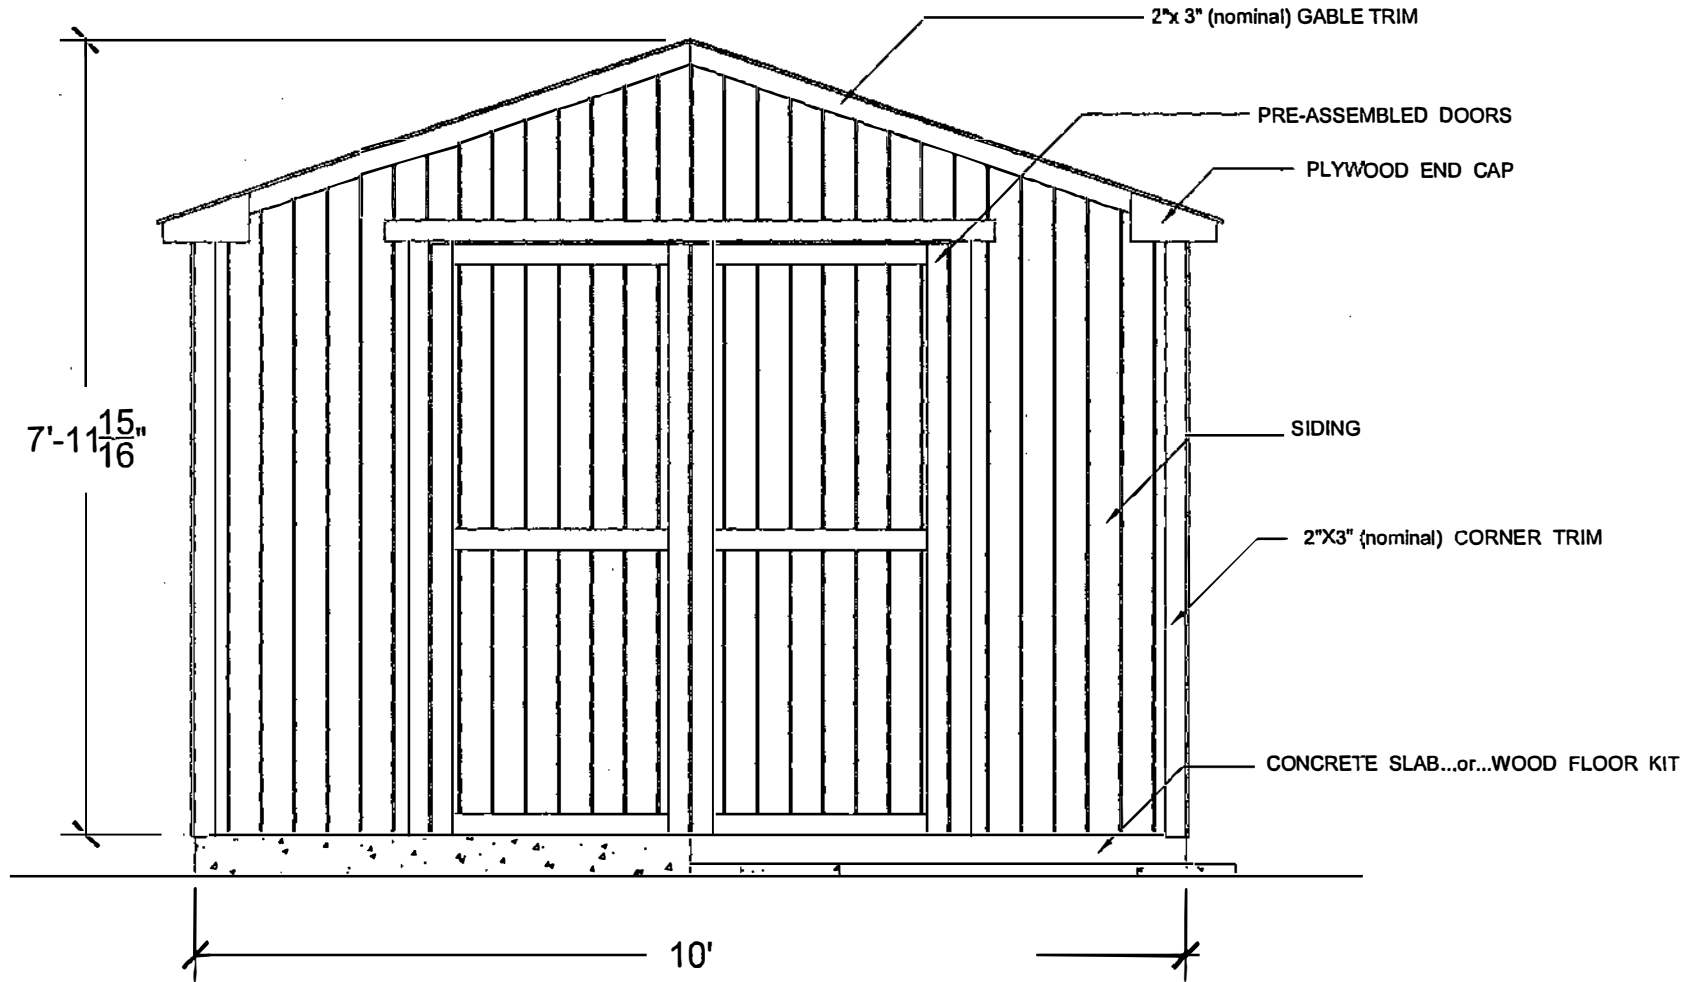 2"x 3" (nominal) GABLE TRIM
PRE-ASSEMBLED DOORS
PLYWOOD END CAP
7'-11 15/16"
SIDING
2"X3" (nominal) CORNER TRIM
CONCRETE SLAB...or...WOOD FLOOR KIT
10'